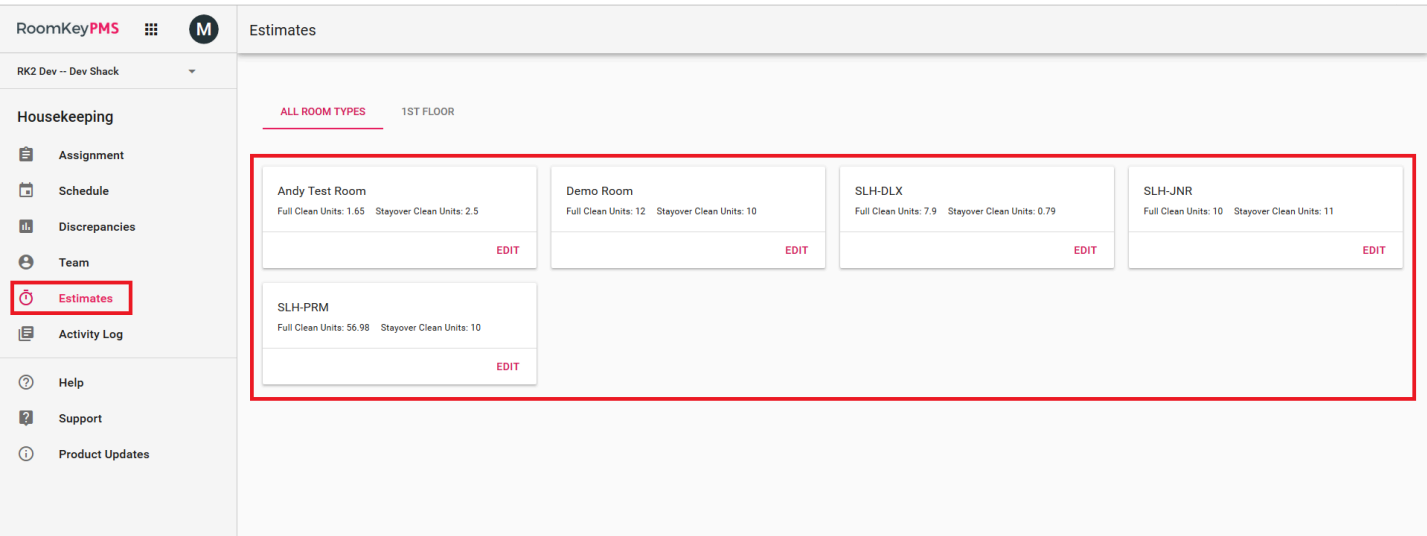 RoomKeyPMS M
RK2 Dev -- Dev Shack
Housekeeping
Assignment
Schedule
Discrepancies
Team
Estimates
Activity Log
Help
Support
Product Updates
Estimates
ALL ROOM TYPES 1ST FLOOR
Andy Test Room
Full Clean Units: 1.65 Stayover Clean Units: 2.5
EDIT
Demo Room
Full Clean Units: 12 Stayover Clean Units: 10
EDIT
SLH-DLX
Full Clean Units: 7.9 Stayover Clean Units: 0.79
EDIT
SLH-JNR
Full Clean Units: 10 Stayover Clean Units: 11
EDIT
SLH-PRM
Full Clean Units: 56.98 Stayover Clean Units: 10
EDIT